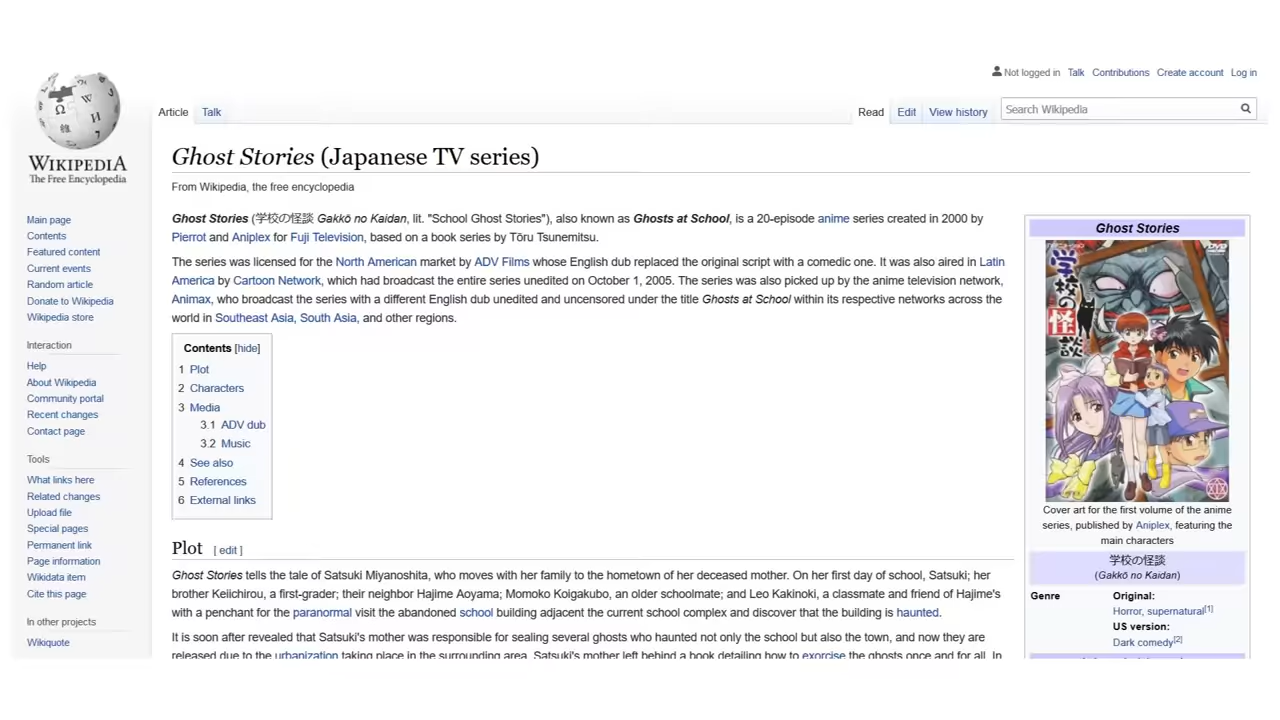 Not logged in Talk Contributions Create account Log in
Article Talk
Read Edit View history Search Wikipedia
WIKIPEDIA
The Free Encyclopedia
Main page
Contents
Featured content
Current events
Random article
Donate to Wikipedia
Wikipedia store
Interaction
Help
About Wikipedia
Community portal
Recent changes
Contact page
Tools
What links here
Related changes
Upload file
Special pages
Permanent link
Page information
Wikidata item
Cite this page
In other projects
Wikiquote
Ghost Stories (Japanese TV series)
From Wikipedia, the free encyclopedia
Ghost Stories (学校の怪談 Gakkō no Kaidan, lit. "School Ghost Stories"), also known as Ghosts at School, is a 20-episode anime series created in 2000 by
Pierrot and Aniplex for Fuji Television, based on a book series by Tōru Tsunemitsu.
The series was licensed for the North American market by ADV Films whose English dub replaced the original script with a comedic one. It was also aired in Latin
America by Cartoon Network, which had broadcast the entire series unedited on October 1, 2005. The series was also picked up by the anime television network,
Animax, who broadcast the series with a different English dub unedited and uncensored under the title Ghosts at School within its respective networks across the
world in Southeast Asia, South Asia, and other regions.
Contents [hide]
1 Plot
2 Characters
3 Media
3.1 ADV dub
3.2 Music
4 See also
5 References
6 External links
Plot [ edit ]
Ghost Stories tells the tale of Satsuki Miyanoshita, who moves with her family to the hometown of her deceased mother. On her first day of school, Satsuki; her
brother Keiichirou, a first-grader; their neighbor Hajime Aoyama; Momoko Koigakubo, an older schoolmate; and Leo Kakinoki, a classmate and friend of Hajime's
with a penchant for the paranormal visit the abandoned school building adjacent the current school complex and discover that the building is haunted.
It is soon after revealed that Satsuki's mother was responsible for sealing several ghosts who haunted not only the school but also the town, and now they are
released due to the urbanization taking place in the surrounding area. Satsuki's mother left behind a book detailing how to exorcise the ghosts once and for all. In
Ghost Stories
DVD
学校の怪談
Cover art for the first volume of the anime
series, published by Aniplex, featuring the
main characters
学校の怪談
(Gakkō no Kaidan)
Genre Original:
Horror, supernatural[1]
US version:
Dark comedy[2]